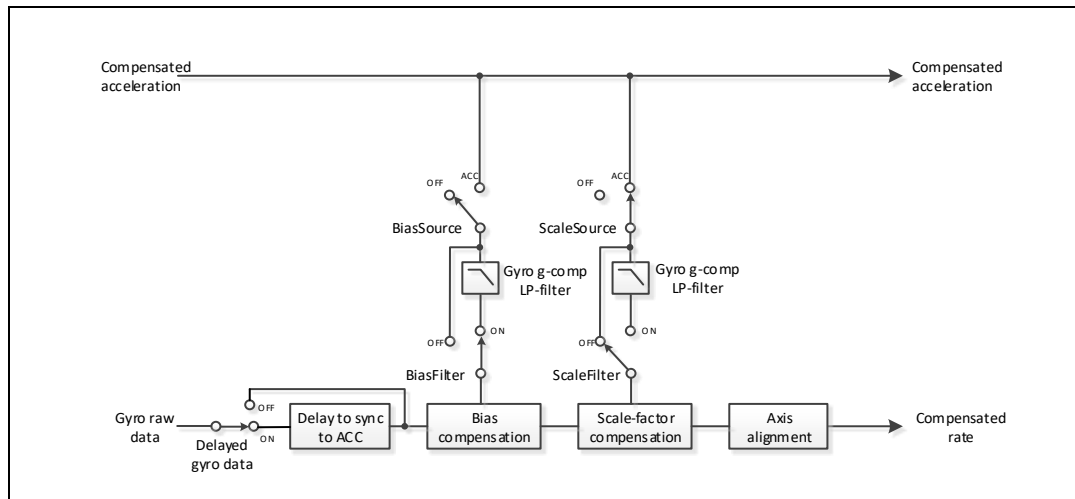 Compensated
acceleration
Compensated
acceleration
OFF
ACC
OFF
ACC
BiasSource
ScaleSource
Gyro g-comp
LP-filter
Gyro g-comp
LP-filter
OFF
ON
OFF
ON
BiasFilter
ScaleFilter
OFF
Gyro raw
data
ON
Delayed
gyro data
Delay to sync
to ACC
Bias
compensation
Scale-factor
compensation
Axis
alignment
Compensated
rate